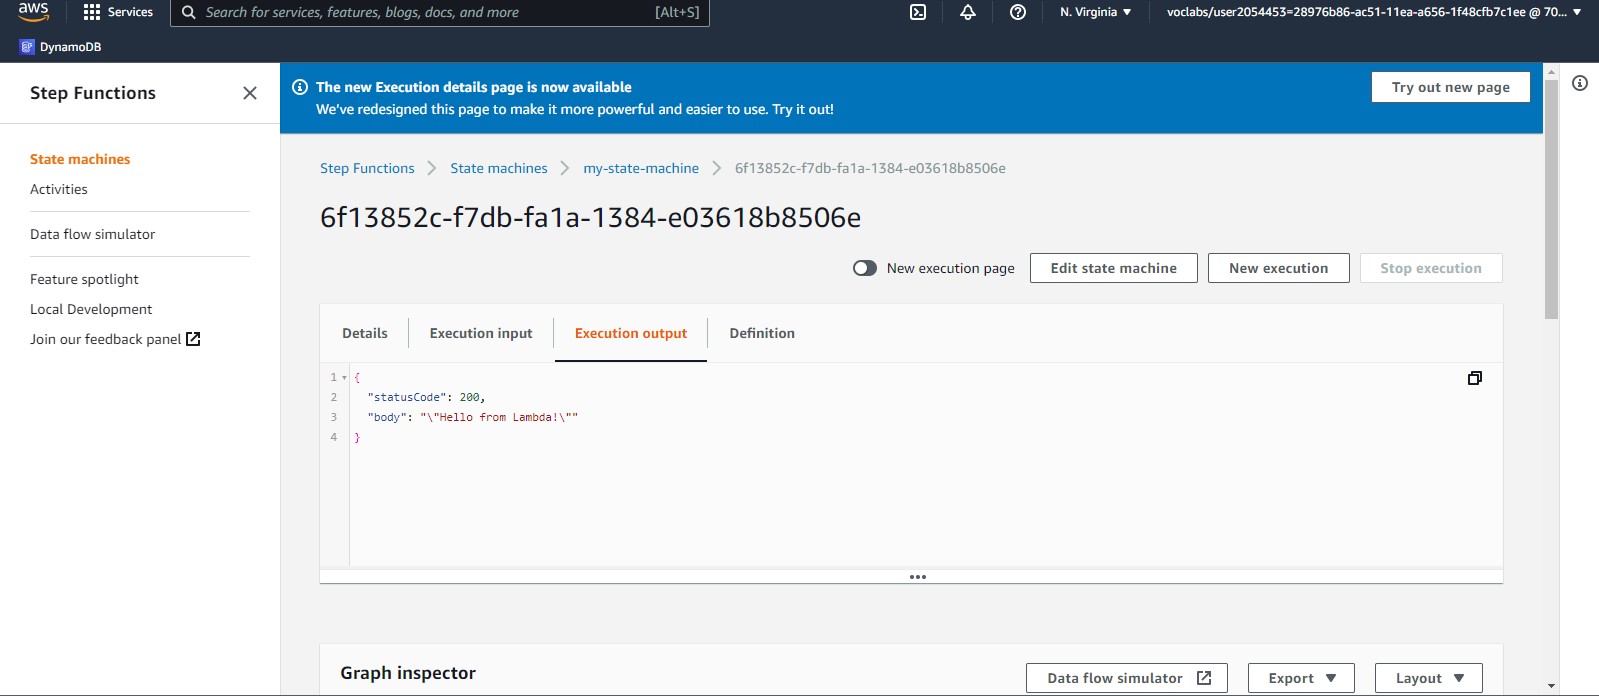 aws
Services
Search for services, features, blogs, docs, and more
[Alt+S]
N. Virginia
voclabs/user2054453=28976b86-ac51-11ea-a656-1f48cfb7c1ee @ 70...
DynamoDB
Step Functions
State machines
Activities
Data flow simulator
Feature spotlight
Local Development
Join our feedback panel
The new Execution details page is now available
We've redesigned this page to make it more powerful and easier to use. Try it out!
Try out new page
Step Functions
State machines
my-state-machine
6f13852c-f7db-fa1a-1384-e03618b8506e
6f13852c-f7db-fa1a-1384-e03618b8506e
New execution page
Edit state machine
New execution
Stop execution
Details
Execution input
Execution output
Definition
1 {
2 "statusCode": 200,
3 "body": "\"Hello from Lambda!\""
4 }
Graph inspector
Data flow simulator
Export
Layout